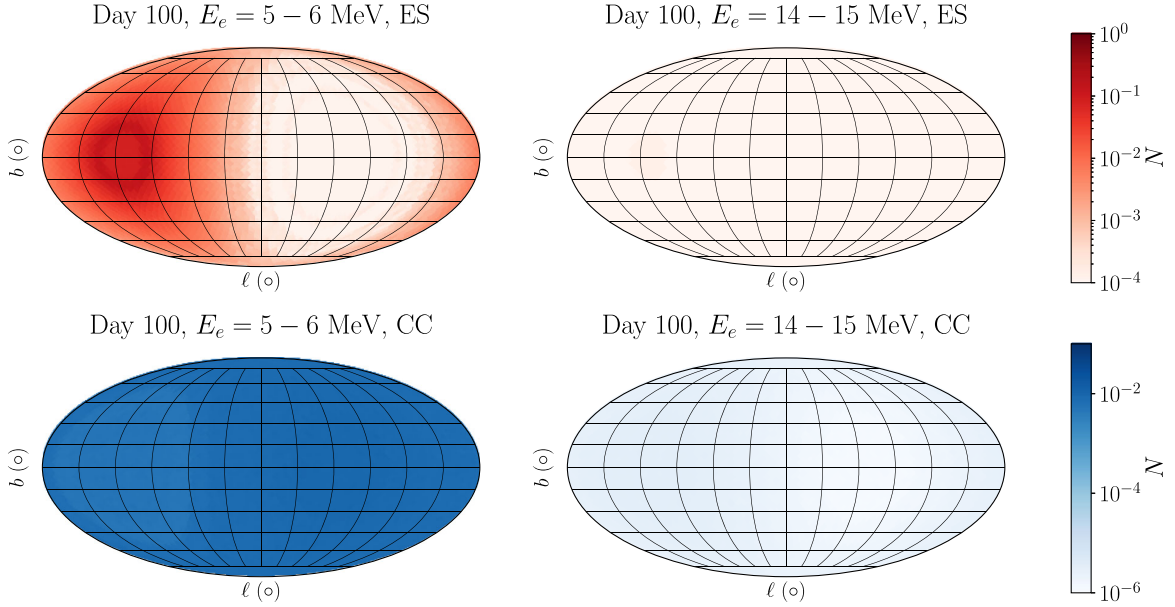 Day 100, E_e = 5 − 6 MeV, ES
Day 100, E_e = 14 − 15 MeV, ES
b (∘)
ℓ (∘)
b (∘)
ℓ (∘)
10^0
10^{-1}
10^{-2}
10^{-3}
10^{-4}
N
Day 100, E_e = 5 − 6 MeV, CC
Day 100, E_e = 14 − 15 MeV, CC
b (∘)
ℓ (∘)
b (∘)
ℓ (∘)
10^{-2}
10^{-4}
10^{-6}
N